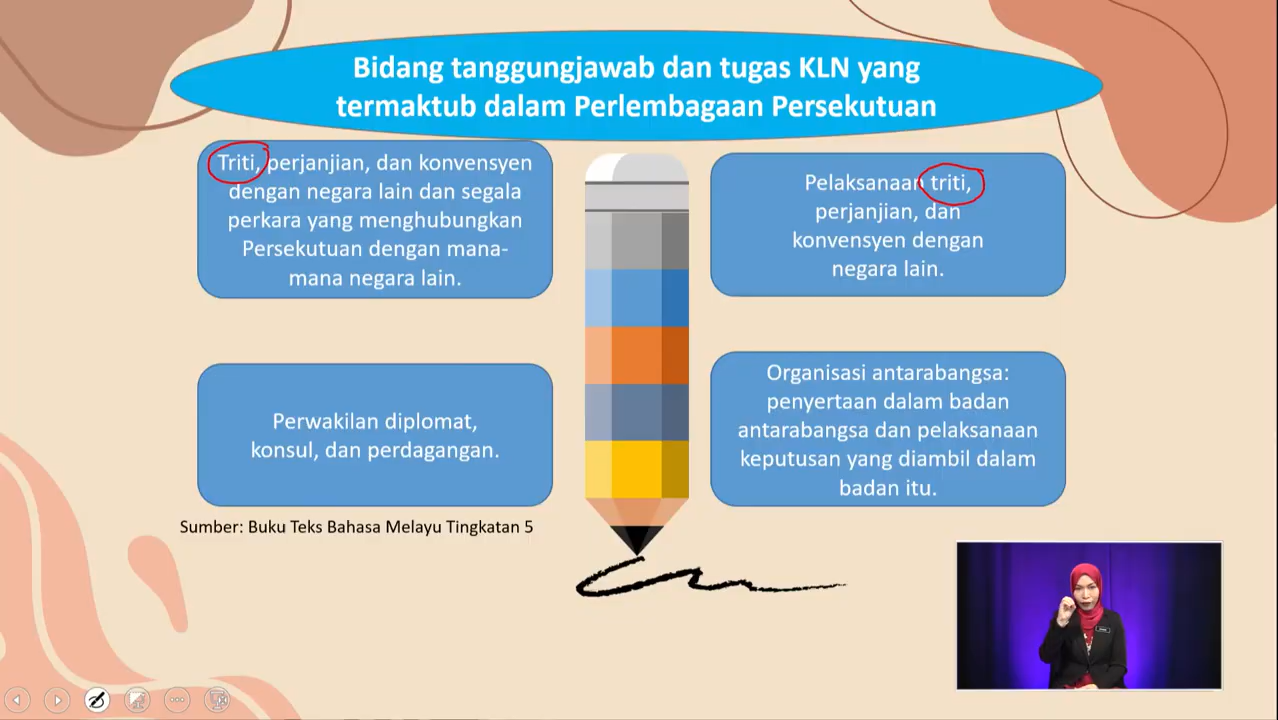 Bidang tanggungjawab dan tugas KLN yang
termaktub dalam Perlembagaan Persekutuan
Triti, perjanjian, dan konvensyen
dengan negara lain dan segala
perkara yang menghubungkan
Persekutuan dengan mana-
mana negara lain.
Pelaksanaan triti,
perjanjian, dan
konvensyen dengan
negara lain.
Perwakilan diplomat,
konsul, dan perdagangan.
Organisasi antarabangsa:
penyertaan dalam badan
antarabangsa dan pelaksanaan
keputusan yang diambil dalam
badan itu.
Sumber: Buku Teks Bahasa Melayu Tingkatan 5